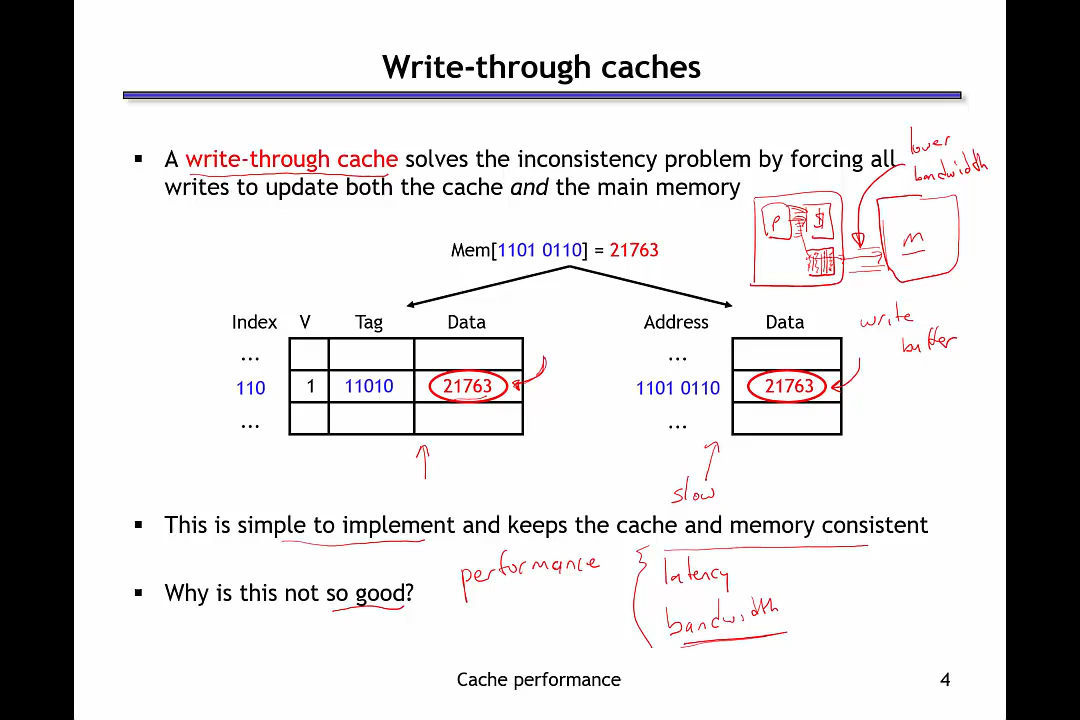 Write-through caches
▪ A write-through cache solves the inconsistency problem by forcing all
writes to update both the cache and the main memory
lower
bandwidth
P
$
M
Mem[1101 0110] = 21763
Index V Tag Data
...
110 1 11010 21763
...
Address Data
...
1101 0110 21763
...
write
buffer
slow
▪ This is simple to implement and keeps the cache and memory consistent
▪ Why is this not so good?
performance
latency
bandwidth
Cache performance
4